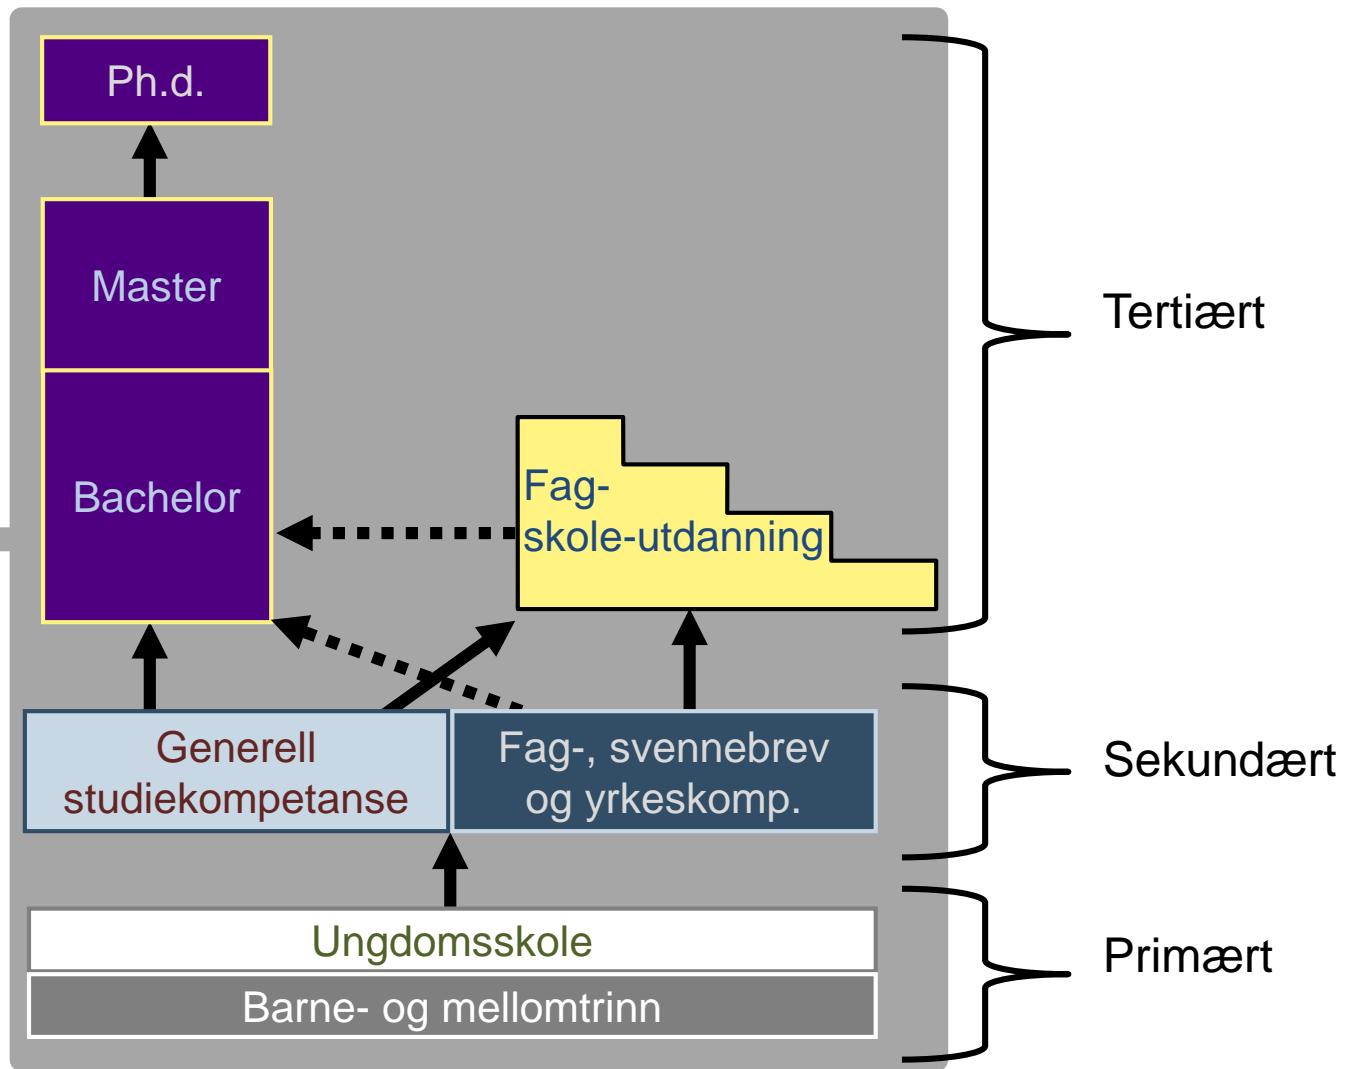 Ph.d.
Master
Tertiært
Bachelor
Fag-
skole-utdanning
Generell
studiekompetanse
Fag-, svennebrev
og yrkeskomp.
Sekundært
Ungdomsskole
Barne- og mellomtrinn
Primært